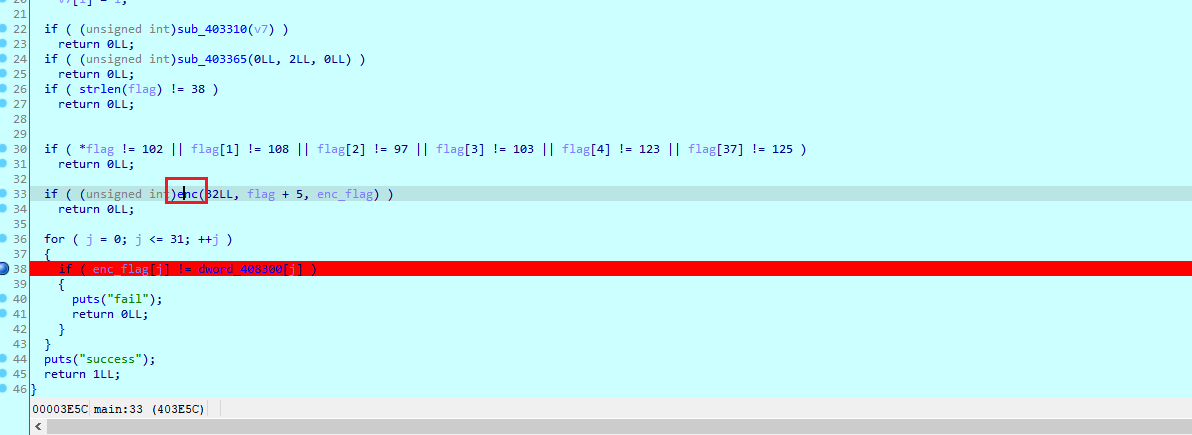 21
22 if ( (unsigned int)sub_403310(v7) )
23 return 0LL;
24 if ( (unsigned int)sub_403365(0LL, 2LL, 0LL) )
25 return 0LL;
26 if ( strlen(flag) != 38 )
27 return 0LL;
28
29
30 if ( *flag != 102 || flag[1] != 108 || flag[2] != 97 || flag[3] != 103 || flag[4] != 123 || flag[37] != 125 )
31 return 0LL;
32
33 if ( (unsigned int)enc(32LL, flag + 5, enc_flag) )
34 return 0LL;
35
36 for ( j = 0; j <= 31; ++j )
37 {
38 if ( enc_flag[j] != dword_408300[j] )
39 {
40 puts("fail");
41 return 0LL;
42 }
43 }
44 puts("success");
45 return 1LL;
46 }
00003E5C main:33 (403E5C)